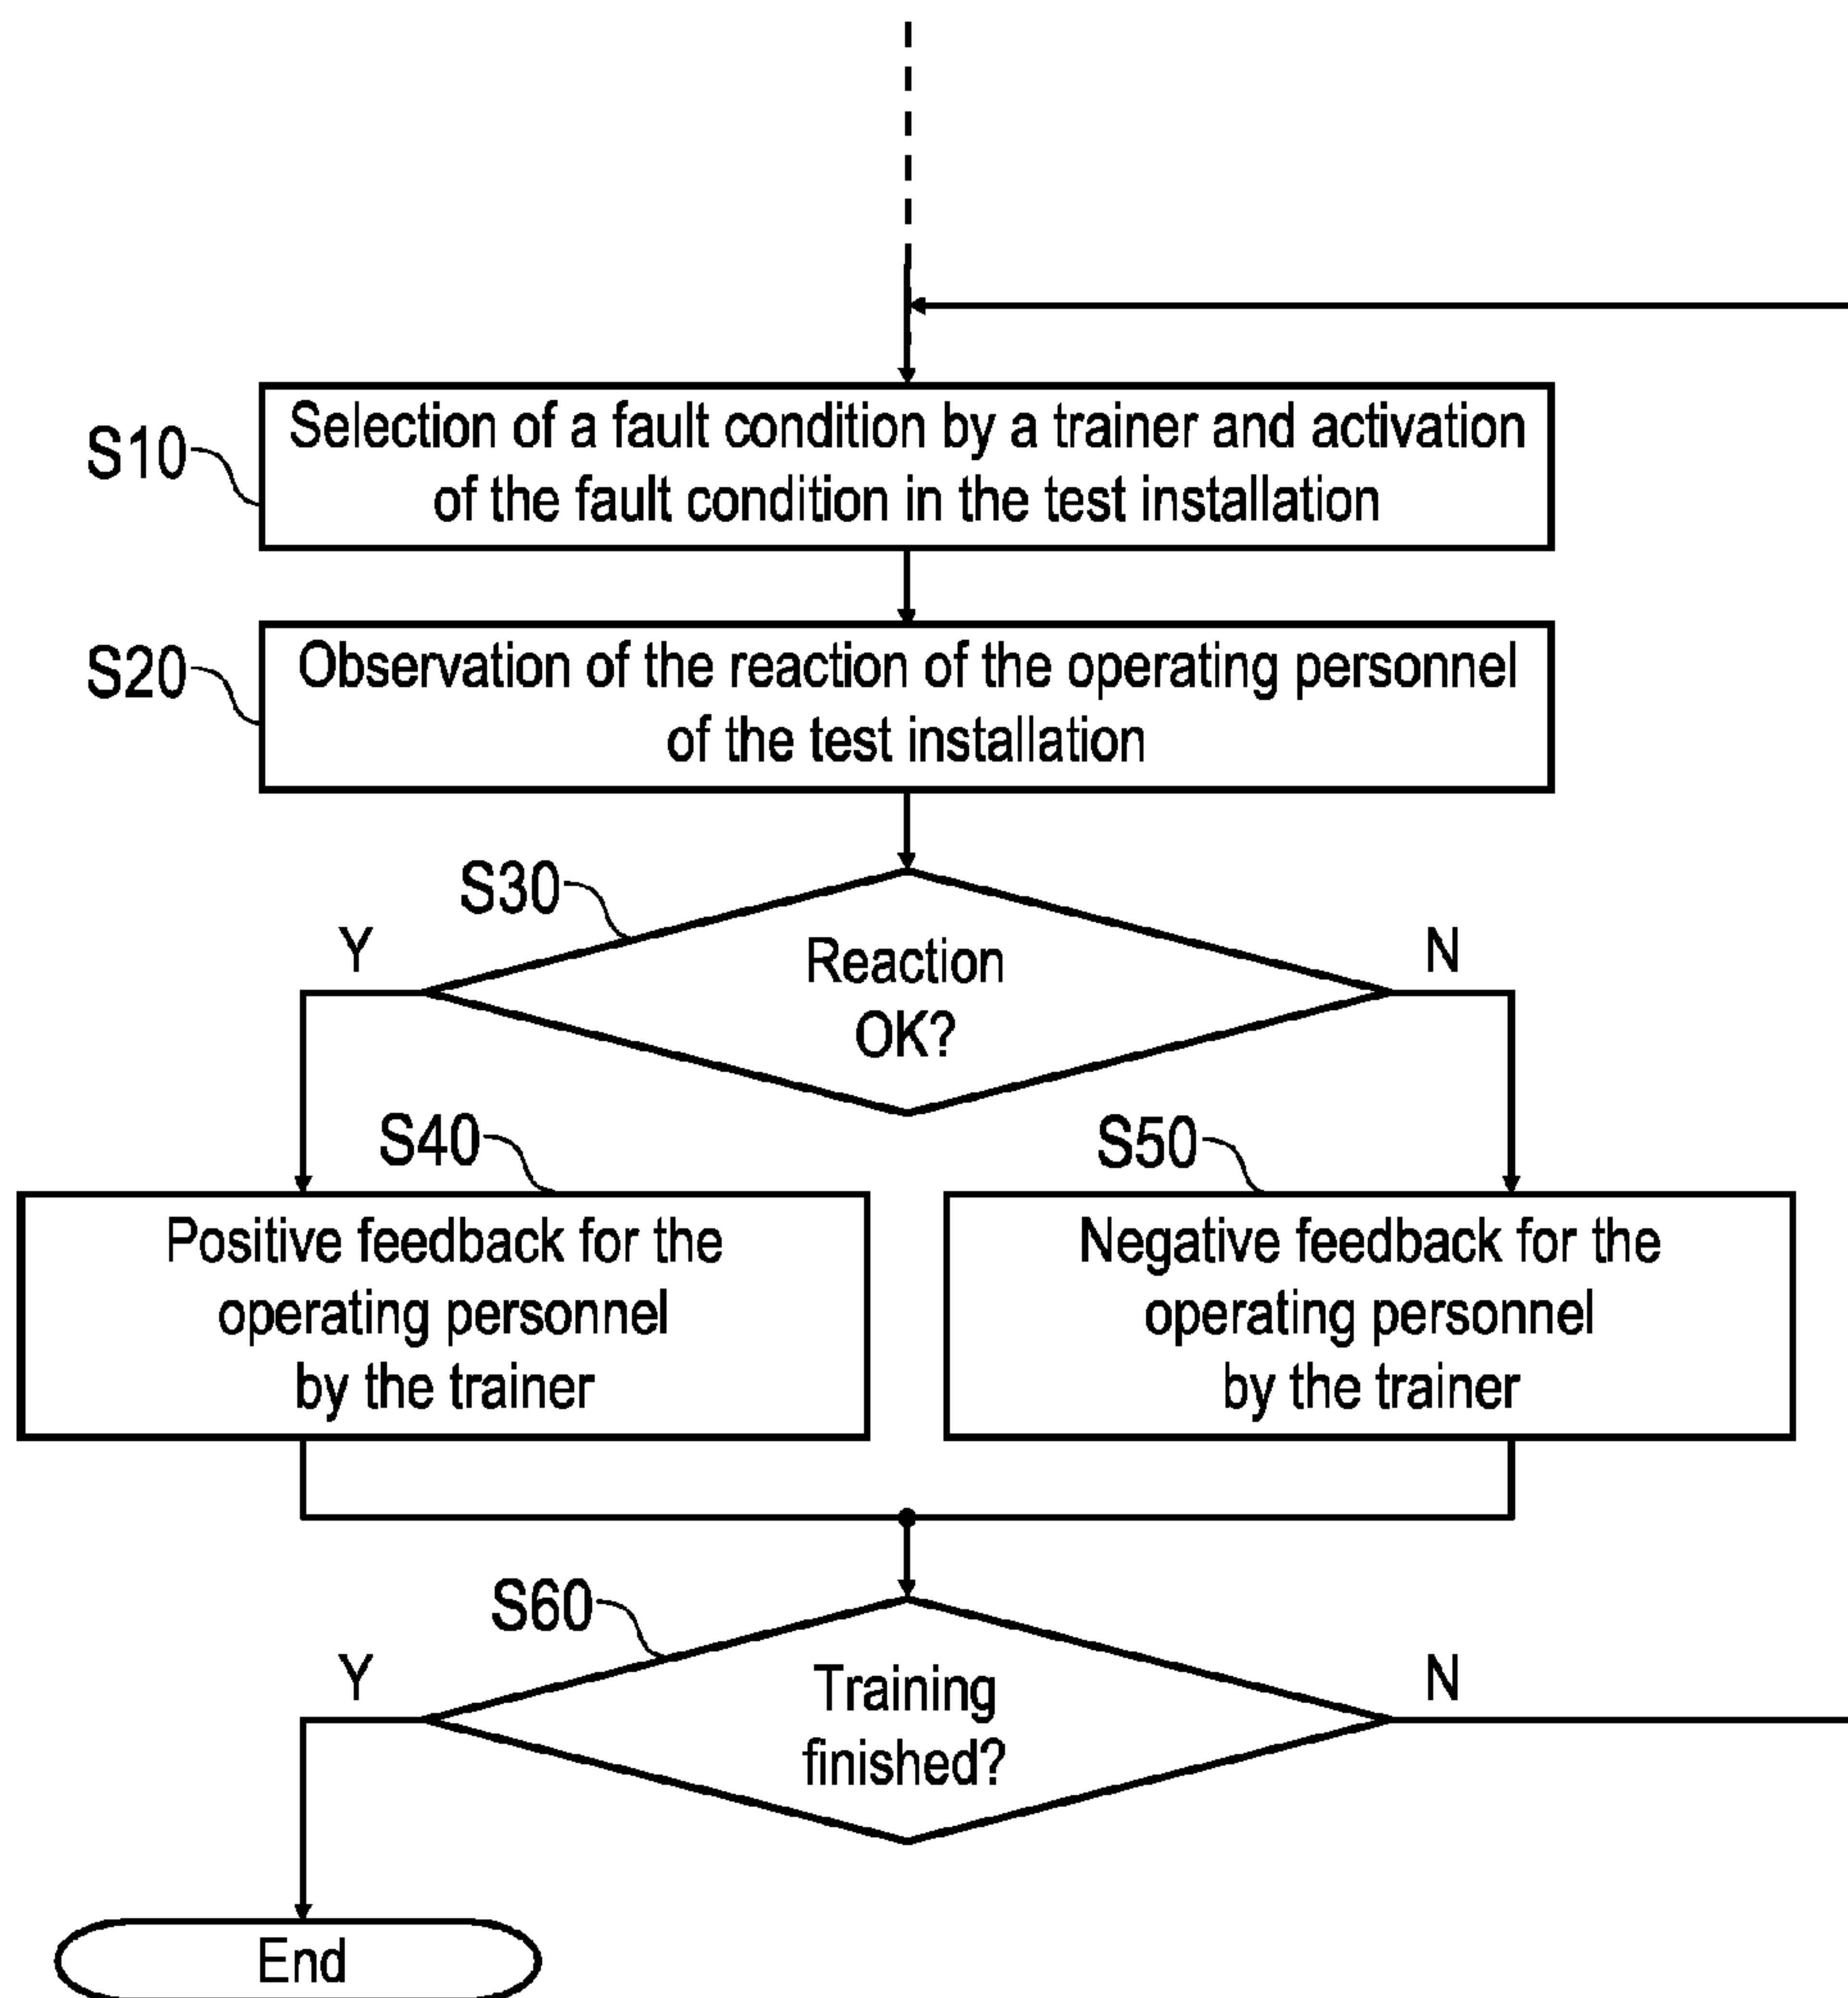 S10
Selection of a fault condition by a trainer and activation
of the fault condition in the test installation
S20
Observation of the reaction of the operating personnel
of the test installation
S30
Y
Reaction
OK?
N
S40
Positive feedback for the
operating personnel
by the trainer
S50
Negative feedback for the
operating personnel
by the trainer
S60
Y
Training
finished?
N
End